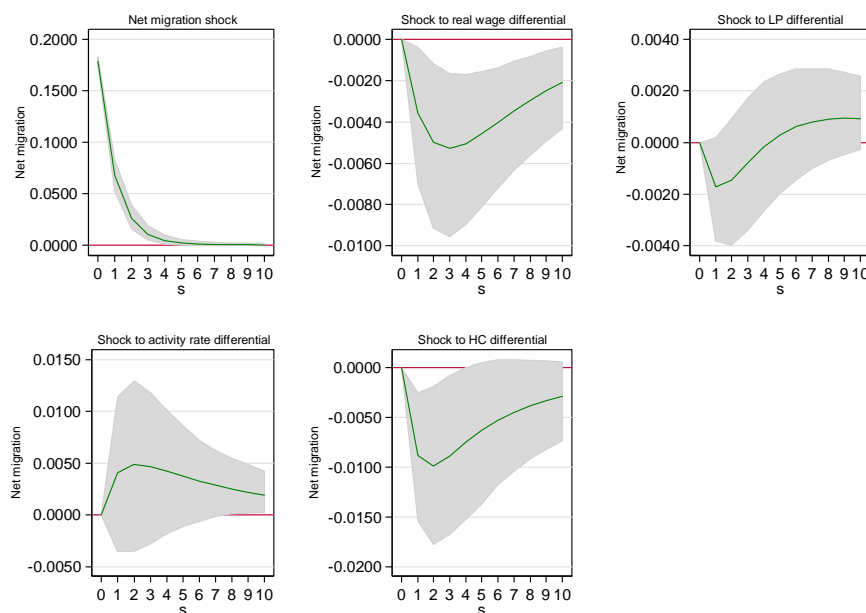 Net migration shock
Net migration
0.2000
0.1500
0.1000
0.0500
0.0000
0 1 2 3 4 5 6 7 8 9 10
s
Shock to real wage differential
Net migration
0.0000
-0.0020
-0.0040
-0.0060
-0.0080
-0.0100
0 1 2 3 4 5 6 7 8 9 10
s
Shock to LP differential
Net migration
0.0040
0.0020
0.0000
-0.0020
-0.0040
0 1 2 3 4 5 6 7 8 9 10
s
Shock to activity rate differential
Net migration
0.0150
0.0100
0.0050
0.0000
-0.0050
0 1 2 3 4 5 6 7 8 9 10
s
Shock to HC differential
Net migration
0.0000
-0.0050
-0.0100
-0.0150
-0.0200
0 1 2 3 4 5 6 7 8 9 10
s